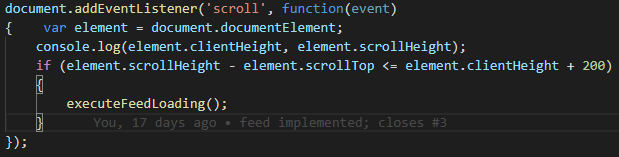 document.addEventListener('scroll', function(event)
{    var element = document.documentElement;
    console.log(element.clientHeight, element.scrollHeight);
    if (element.scrollHeight - element.scrollTop <= element.clientHeight + 200)
    {
        executeFeedLoading();
    }       You, 17 days ago • feed implemented; closes #3
});